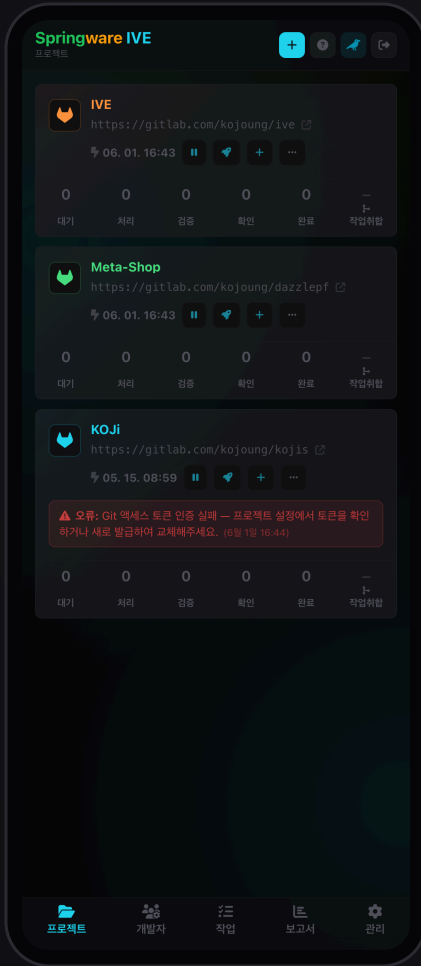 Springware IVE
프로젝트
IVE
https://gitlab.com/kojoung/ive
06. 01. 16:43
0 0 0 0 0 —
대기 처리 검증 확인 완료 작업취합
Meta-Shop
https://gitlab.com/kojoung/dazzlepf
06. 01. 16:43
0 0 0 0 0 —
대기 처리 검증 확인 완료 작업취합
KOJi
https://gitlab.com/kojoung/kojis
05. 15. 08:59
오류: Git 액세스 토큰 인증 실패 — 프로젝트 설정에서 토큰을 확인
하거나 새로 발급하여 교체해주세요. (6월 1일 16:44)
0 0 0 0 0 —
대기 처리 검증 확인 완료 작업취합
프로젝트 개발자 작업 보고서 관리